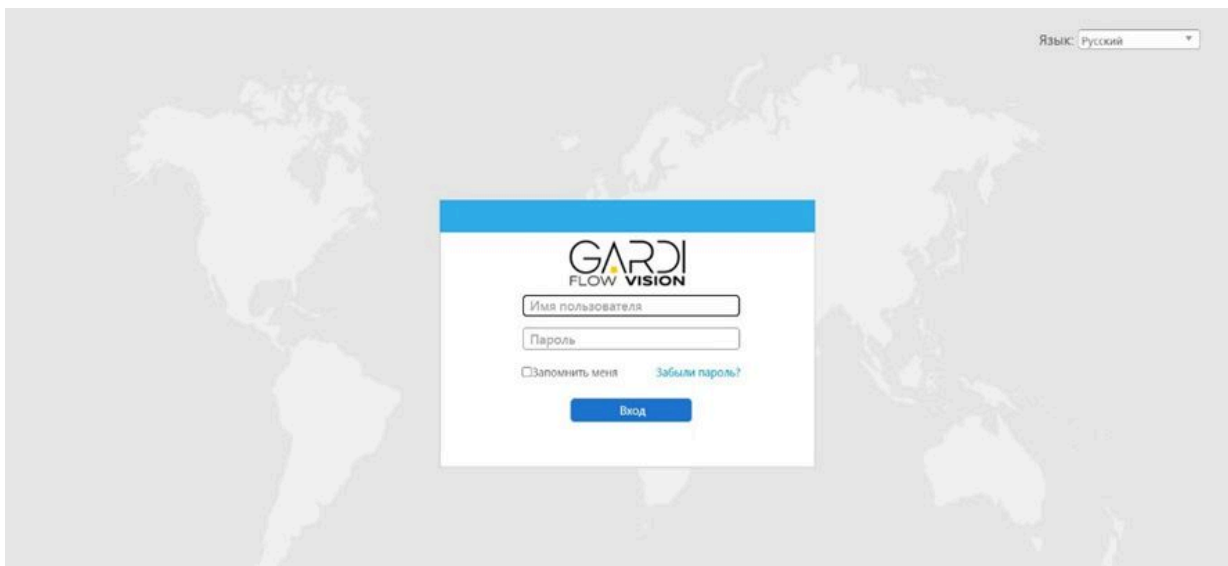 Язык: Русский
GARDI
FLOW VISION
Имя пользователя
Пароль
Запомнить меня Забыли пароль?
Вход